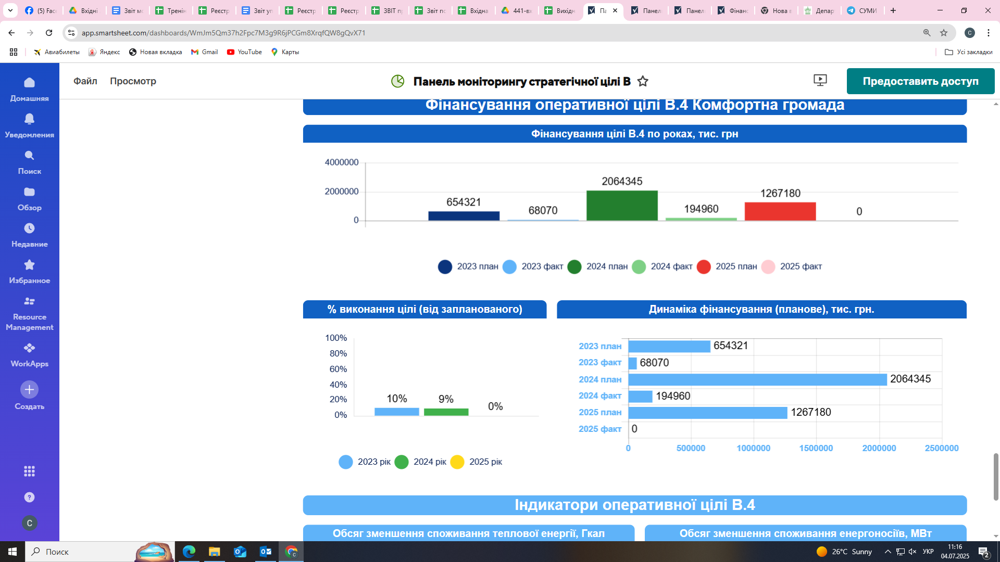 (5) Face
Вхідні
Звіт мо
Тренін
Реєстр
Звіт уп
Реєстр
Реєстр
ЗВІТ пр
Звіт по
Вхідна
441-вх
Вихідн
Па
Панел
Панел
Фінанс
Нова в
Депар
СУМИ
app.smartsheet.com/dashboards/WmJm5Qm37h2Fpc7M3g9R6jPCGm8XrqfQW8gQvX71
C
Авиабилеты
Яндекс
Новая вкладка
Gmail
YouTube
Карты
Усі закладки
Файл
Просмотр
Панель моніторингу стратегічної цілі В
Предоставить доступ
Домашняя
Уведомления
Поиск
Обзор
Недавние
Избранное
Resource
Management
WorkApps
Создать
C
Фінансування оперативної цілі В.4 Комфортна громада
Фінансування цілі В.4 по роках, тис. грн
4000000
2000000
0
654321
68070
2064345
194960
1267180
0
2023 план
2023 факт
2024 план
2024 факт
2025 план
2025 факт
% виконання цілі (від запланованого)
100%
80%
60%
40%
20%
0%
10%
9%
0%
2023 рік
2024 рік
2025 рік
Динаміка фінансування (планове), тис. грн.
2023 план 654321
2023 факт 68070
2024 план 2064345
2024 факт 194960
2025 план 1267180
2025 факт 0
0 500000 1000000 1500000 2000000 2500000
Індикатори оперативної цілі В.4
Обсяг зменшення споживання теплової енергії, Гкал
Обсяг зменшення споживання енергоносіїв, МВт
Поиск
26°C Sunny
УКР
11:16
04.07.2025
2